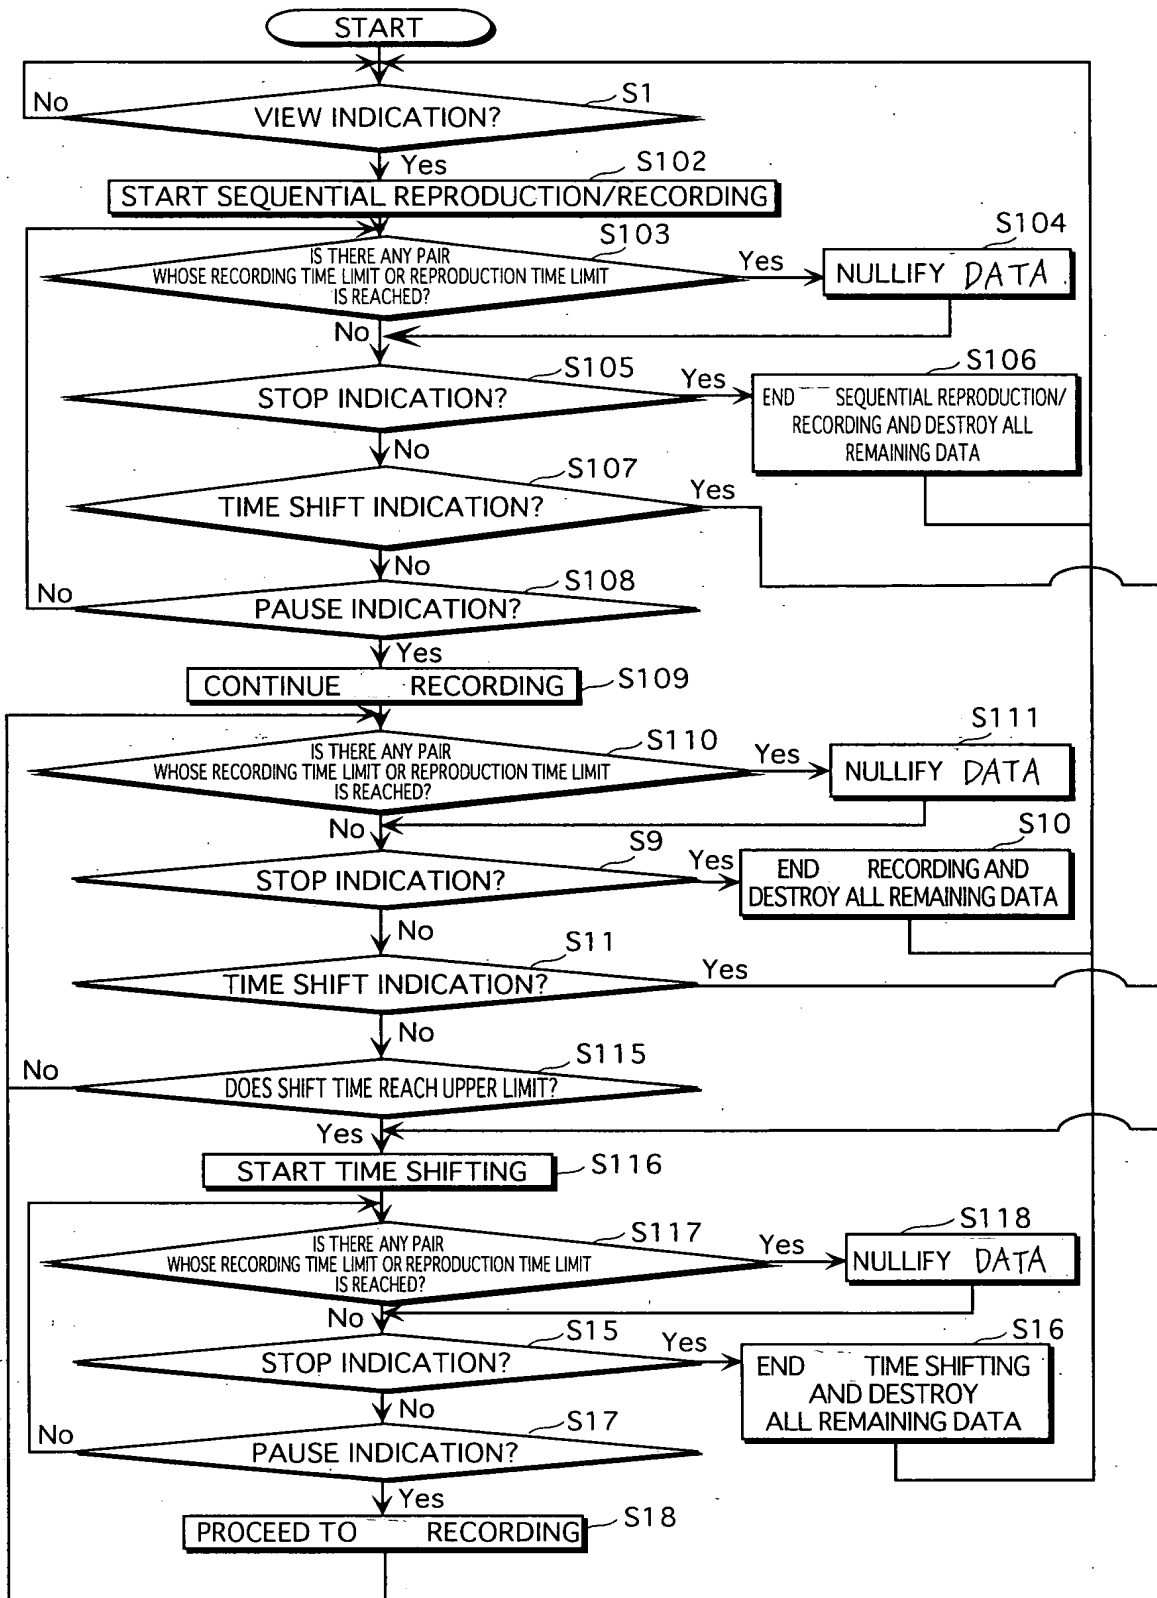 START
No
S1
VIEW INDICATION?
Yes
S102
START SEQUENTIAL REPRODUCTION/RECORDING
S103
IS THERE ANY PAIR
WHOSE RECORDING TIME LIMIT OR REPRODUCTION TIME LIMIT
IS REACHED?
Yes
S104
NULLIFY DATA
No
S105
STOP INDICATION?
Yes
S106
END SEQUENTIAL REPRODUCTION/
RECORDING AND DESTROY ALL
REMAINING DATA
No
S107
TIME SHIFT INDICATION?
Yes
No
S108
No
PAUSE INDICATION?
Yes
CONTINUE RECORDING
S109
S110
IS THERE ANY PAIR
WHOSE RECORDING TIME LIMIT OR REPRODUCTION TIME LIMIT
IS REACHED?
Yes
S111
NULLIFY DATA
No
S9
STOP INDICATION?
Yes
S10
END RECORDING AND
DESTROY ALL REMAINING DATA
No
S11
TIME SHIFT INDICATION?
Yes
No
S115
No
DOES SHIFT TIME REACH UPPER LIMIT?
Yes
START TIME SHIFTING
S116
S117
IS THERE ANY PAIR
WHOSE RECORDING TIME LIMIT OR REPRODUCTION TIME LIMIT
IS REACHED?
Yes
S118
NULLIFY DATA
No
S15
STOP INDICATION?
Yes
S16
END TIME SHIFTING
AND DESTROY
ALL REMAINING DATA
No
S17
No
PAUSE INDICATION?
Yes
PROCEED TO RECORDING
S18